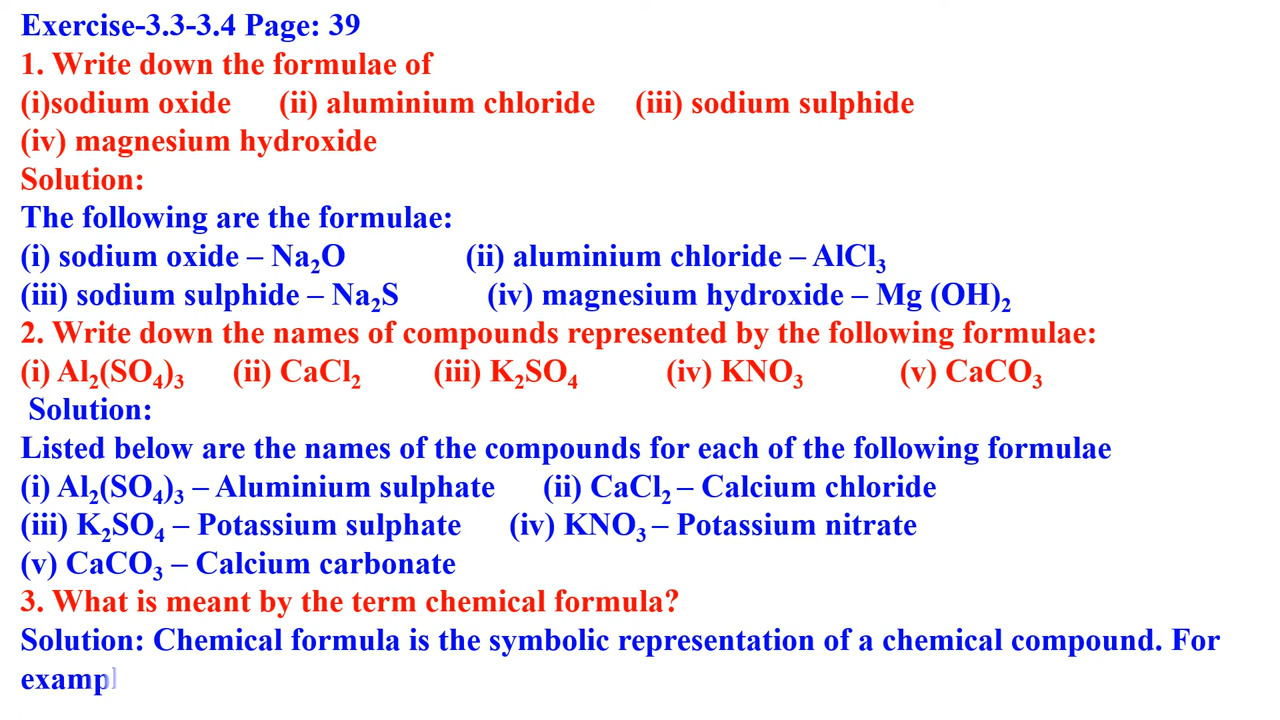 Exercise-3.3-3.4 Page: 39
1. Write down the formulae of
(i)sodium oxide (ii) aluminium chloride (iii) sodium sulphide
(iv) magnesium hydroxide
Solution:
The following are the formulae:
(i) sodium oxide – Na₂O (ii) aluminium chloride – AlCl₃
(iii) sodium sulphide – Na₂S (iv) magnesium hydroxide – Mg (OH)₂
2. Write down the names of compounds represented by the following formulae:
(i) Al₂(SO₄)₃ (ii) CaCl₂ (iii) K₂SO₄ (iv) KNO₃ (v) CaCO₃
Solution:
Listed below are the names of the compounds for each of the following formulae
(i) Al₂(SO₄)₃ – Aluminium sulphate (ii) CaCl₂ – Calcium chloride
(iii) K₂SO₄ – Potassium sulphate (iv) KNO₃ – Potassium nitrate
(v) CaCO₃ – Calcium carbonate
3. What is meant by the term chemical formula?
Solution: Chemical formula is the symbolic representation of a chemical compound. For
exampl